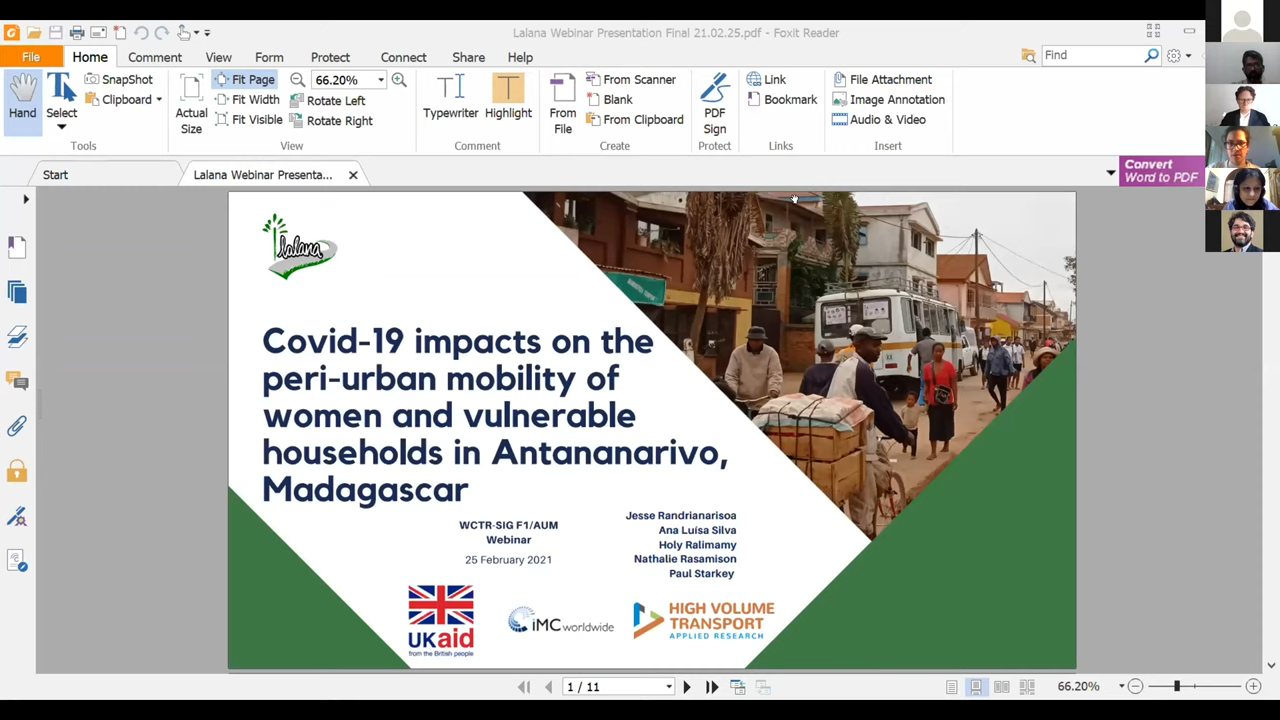 Lalana Webinar Presentation Final 21.02.25.pdf - Foxit Reader
File Home Comment View Form Protect Connect Share Help Find
Hand
Select
SnapShot
Clipboard
Tools
Actual Size
Fit Page
Fit Width
Fit Visible
66.20%
Rotate Left
Rotate Right
View
Typewriter
Highlight
Comment
From File
From Scanner
Blank
From Clipboard
Create
PDF Sign
Protect
Link
Bookmark
Links
File Attachment
Image Annotation
Audio & Video
Insert
Start
Lalana Webinar Presenta...
Convert
Word to PDF
lalana
Covid-19 impacts on the
peri-urban mobility of
women and vulnerable
households in Antananarivo,
Madagascar
WCTR-SIG F1/AUM
Webinar
25 February 2021
Jesse Randrianarisoa
Ana Luísa Silva
Holy Ralimamy
Nathalie Rasamison
Paul Starkey
UKaid
from the British people
iMC worldwide
HIGH VOLUME
TRANSPORT
APPLIED RESEARCH
1 / 11
66.20%